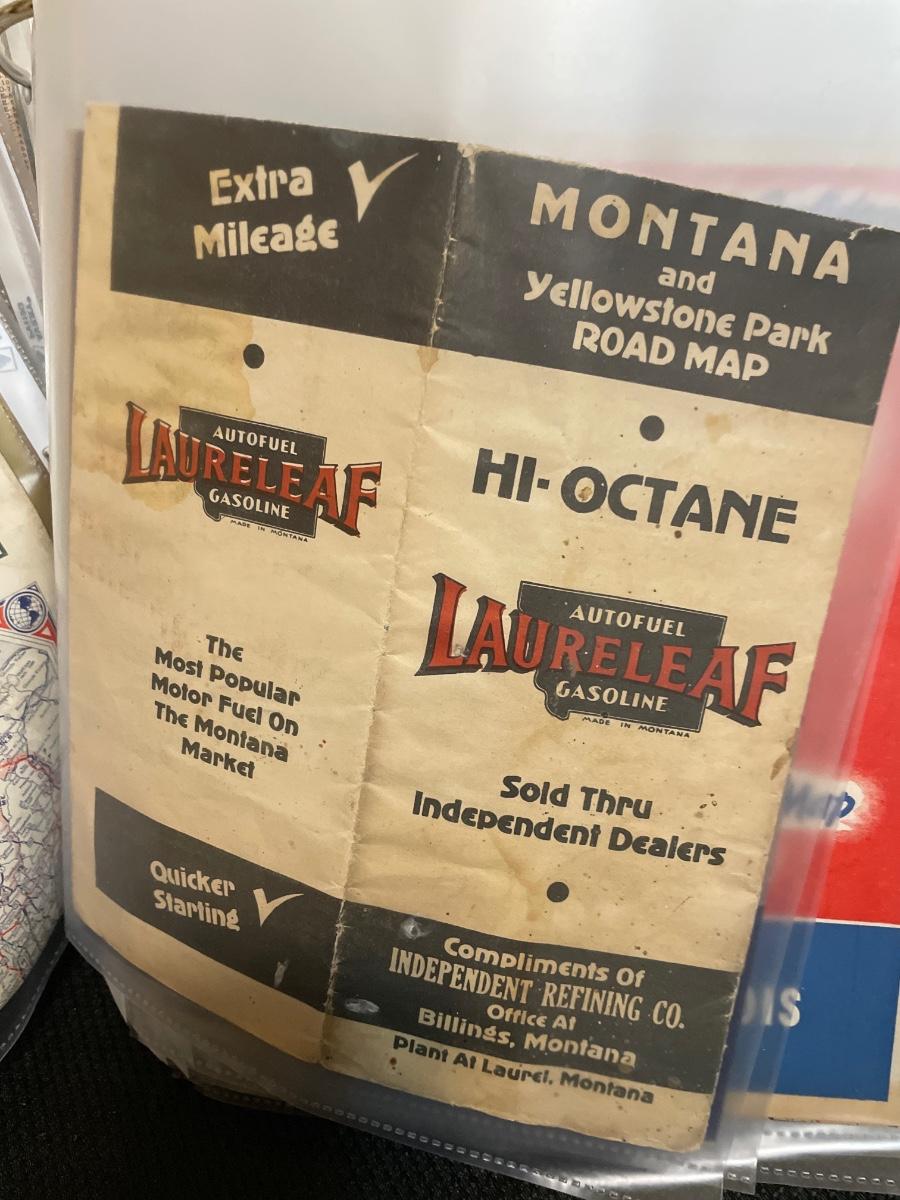 Extra
Mileage
AUTOFUEL
LAURELEAF
GASOLINE
MADE IN MONTANA
The
Most Popular
Motor Fuel On
The Montana
Market
Quicker
Starting
MONTANA
and
Yellowstone Park
ROAD MAP
HI-OCTANE
AUTOFUEL
LAURELEAF
GASOLINE
MADE IN MONTANA
Sold Thru
Independent Dealers
Compliments Of
INDEPENDENT REFINING CO.
Office At
Billings, Montana
Plant At Laurel, Montana
Map